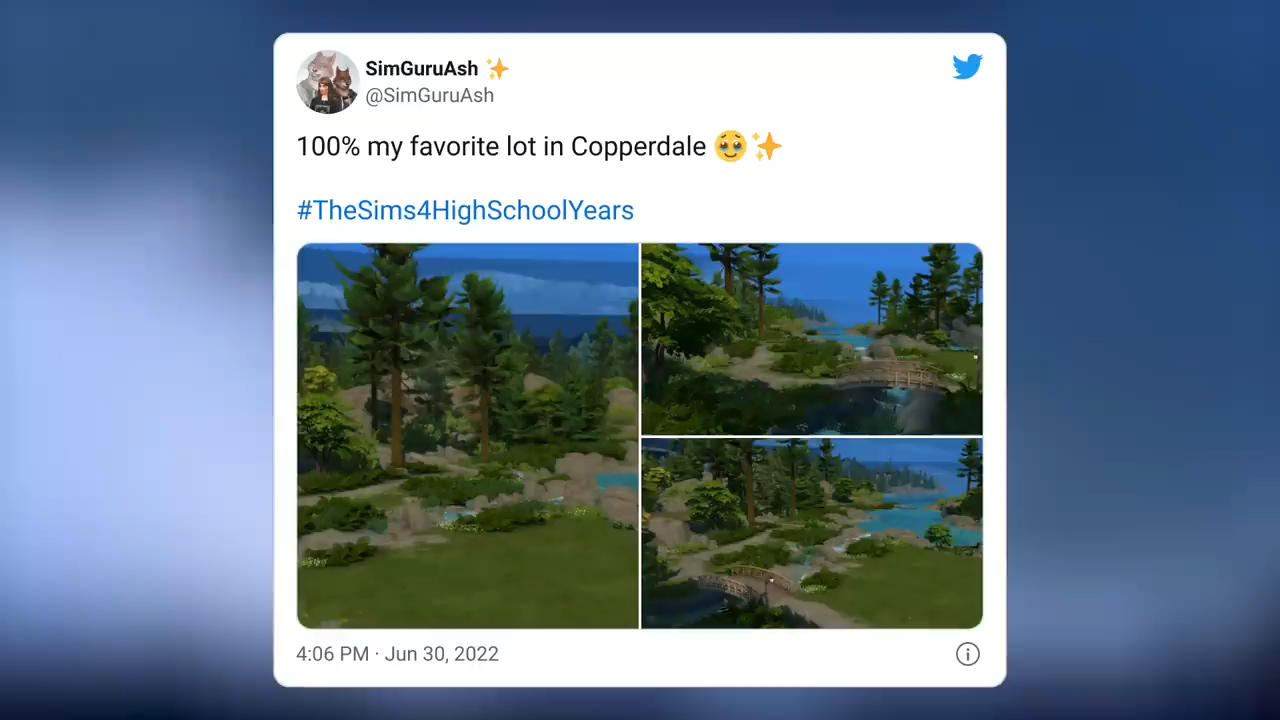 SimGuruAsh ✨
@SimGuruAsh
100% my favorite lot in Copperdale 🥹✨
#TheSims4HighSchoolYears
4:06 PM · Jun 30, 2022